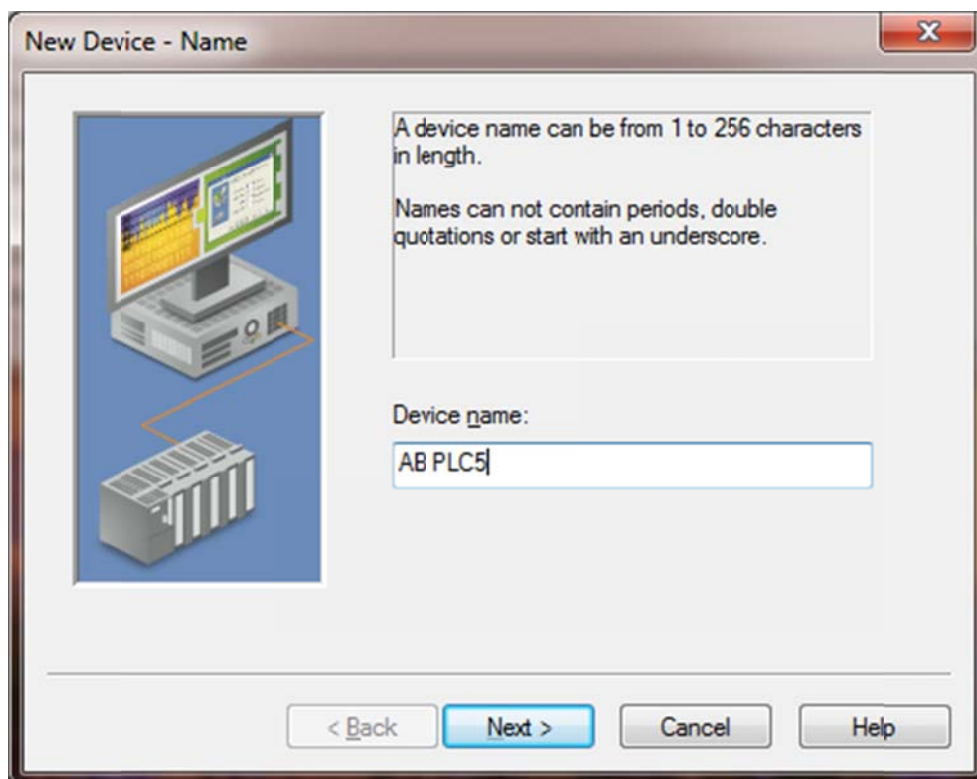 New Device - Name
A device name can be from 1 to 256 characters
in length.
Names can not contain periods, double
quotations or start with an underscore.
Device name:
AB PLC5
< Back
Next >
Cancel
Help